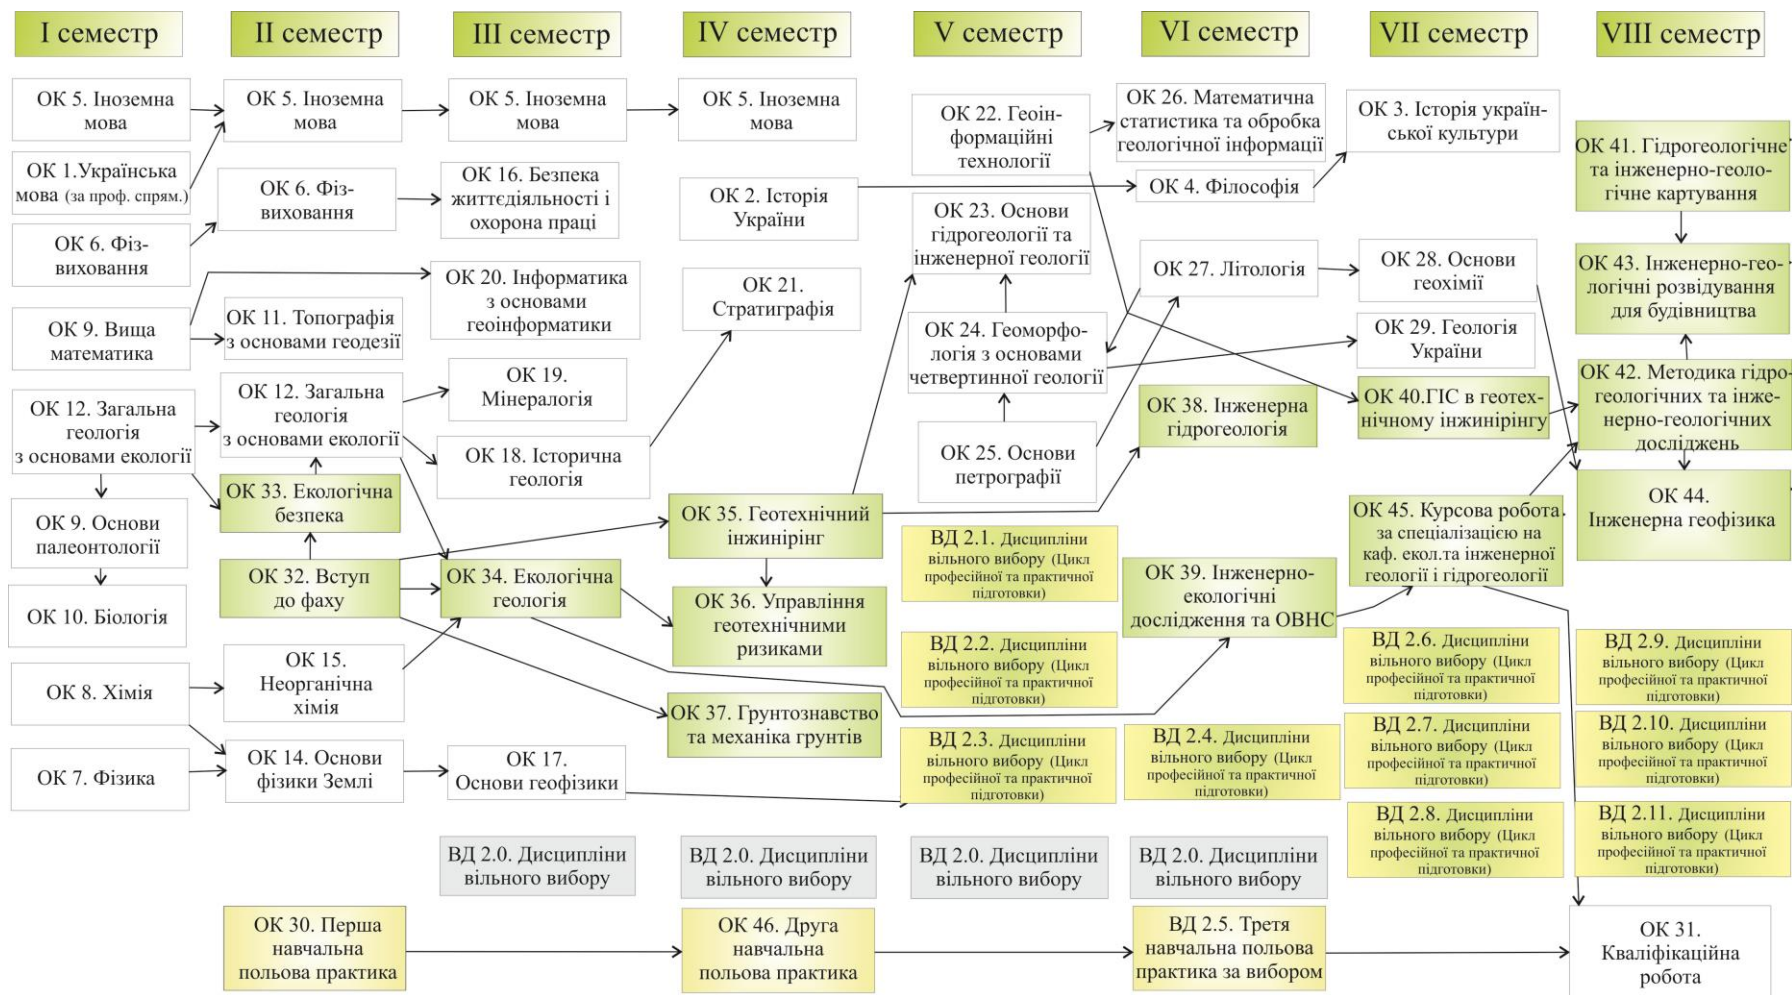 I семестр
II семестр
III семестр
IV семестр
V семестр
VI семестр
VII семестр
VIII семестр
ОК 5. Іноземна
мова
ОК 1.Українська
мова (за проф. спрям.)
ОК 6. Фіз-
виховання
ОК 9. Вища
математика
ОК 12. Загальна
геологія
з основами екології
ОК 9. Основи
палеонтології
ОК 10. Біологія
ОК 8. Хімія
ОК 7. Фізика
ОК 5. Іноземна
мова
ОК 6. Фіз-
виховання
ОК 11. Топографія
з основами геодезії
ОК 12. Загальна
геологія
з основами екології
ОК 33. Екологічна
безпека
ОК 32. Вступ
до фаху
ОК 15.
Неорганічна
хімія
ОК 14. Основи
фізики Землі
ОК 30. Перша
навчальна
польова практика
ОК 5. Іноземна
мова
ОК 16. Безпека
життєдіяльності і
охорона праці
ОК 20. Інформатика
з основами
геоінформатики
ОК 19.
Мінералогія
ОК 18. Історична
геологія
ОК 34. Екологічна
геологія
ОК 17.
Основи геофізики
ВД 2.0. Дисципліни
вільного вибору
ОК 5. Іноземна
мова
ОК 2. Історія
України
ОК 21.
Стратиграфія
ОК 35. Геотехнічний
інжинірінг
ОК 36. Управління
геотехнічними
ризиками
ОК 37. Грунтознавство
та механіка грунтів
ВД 2.0. Дисципліни
вільного вибору
ОК 46. Друга
навчальна
польова практика
ОК 22. Геоін-
формаційні
технології
ОК 23. Основи
гідрогеології та
інженерної геології
ОК 24. Геоморфо-
логія з основами
четвертинної геології
ОК 25. Основи
петрографії
ВД 2.1. Дисципліни
вільного вибору (Цикл
професійної та практичної
підготовки)
ВД 2.2. Дисципліни
вільного вибору (Цикл
професійної та практичної
підготовки)
ВД 2.3. Дисципліни
вільного вибору (Цикл
професійної та практичної
підготовки)
ВД 2.0. Дисципліни
вільного вибору
ОК 26. Математична
статистика та обробка
геологічної інформації
ОК 4. Філософія
ОК 27. Літологія
ОК 38. Інженерна
гідрогеологія
ОК 39. Інженерно-
екологічні
дослідження та ОВНС
ВД 2.4. Дисципліни
вільного вибору (Цикл
професійної та практичної
підготовки)
ВД 2.0. Дисципліни
вільного вибору
ВД 2.5. Третя
навчальна польова
практика за вибором
ОК 3. Історія україн-
ської культури
ОК 28. Основи
геохімії
ОК 29. Геологія
України
ОК 40.ГІС в геотех-
нічному інжинірінгу
ОК 45. Курсова робота
за спеціалізацією на
каф. екол.та інженерної
геології і гідрогеології
ВД 2.6. Дисципліни
вільного вибору (Цикл
професійної та практичної
підготовки)
ВД 2.7. Дисципліни
вільного вибору (Цикл
професійної та практичної
підготовки)
ВД 2.8. Дисципліни
вільного вибору (Цикл
професійної та практичної
підготовки)
ОК 41. Гідрогеологічне
та інженерно-геоло-
гічне картування
ОК 43. Інженерно-гео-
логічні розвідування
для будівництва
ОК 42. Методика гідро-
геологічних та інже-
нерно-геологічних
досліджень
ОК 44.
Інженерна геофізика
ВД 2.9. Дисципліни
вільного вибору (Цикл
професійної та практичної
підготовки)
ВД 2.10. Дисципліни
вільного вибору (Цикл
професійної та практичної
підготовки)
ВД 2.11. Дисципліни
вільного вибору (Цикл
професійної та практичної
підготовки)
ОК 31.
Кваліфікаційна
робота